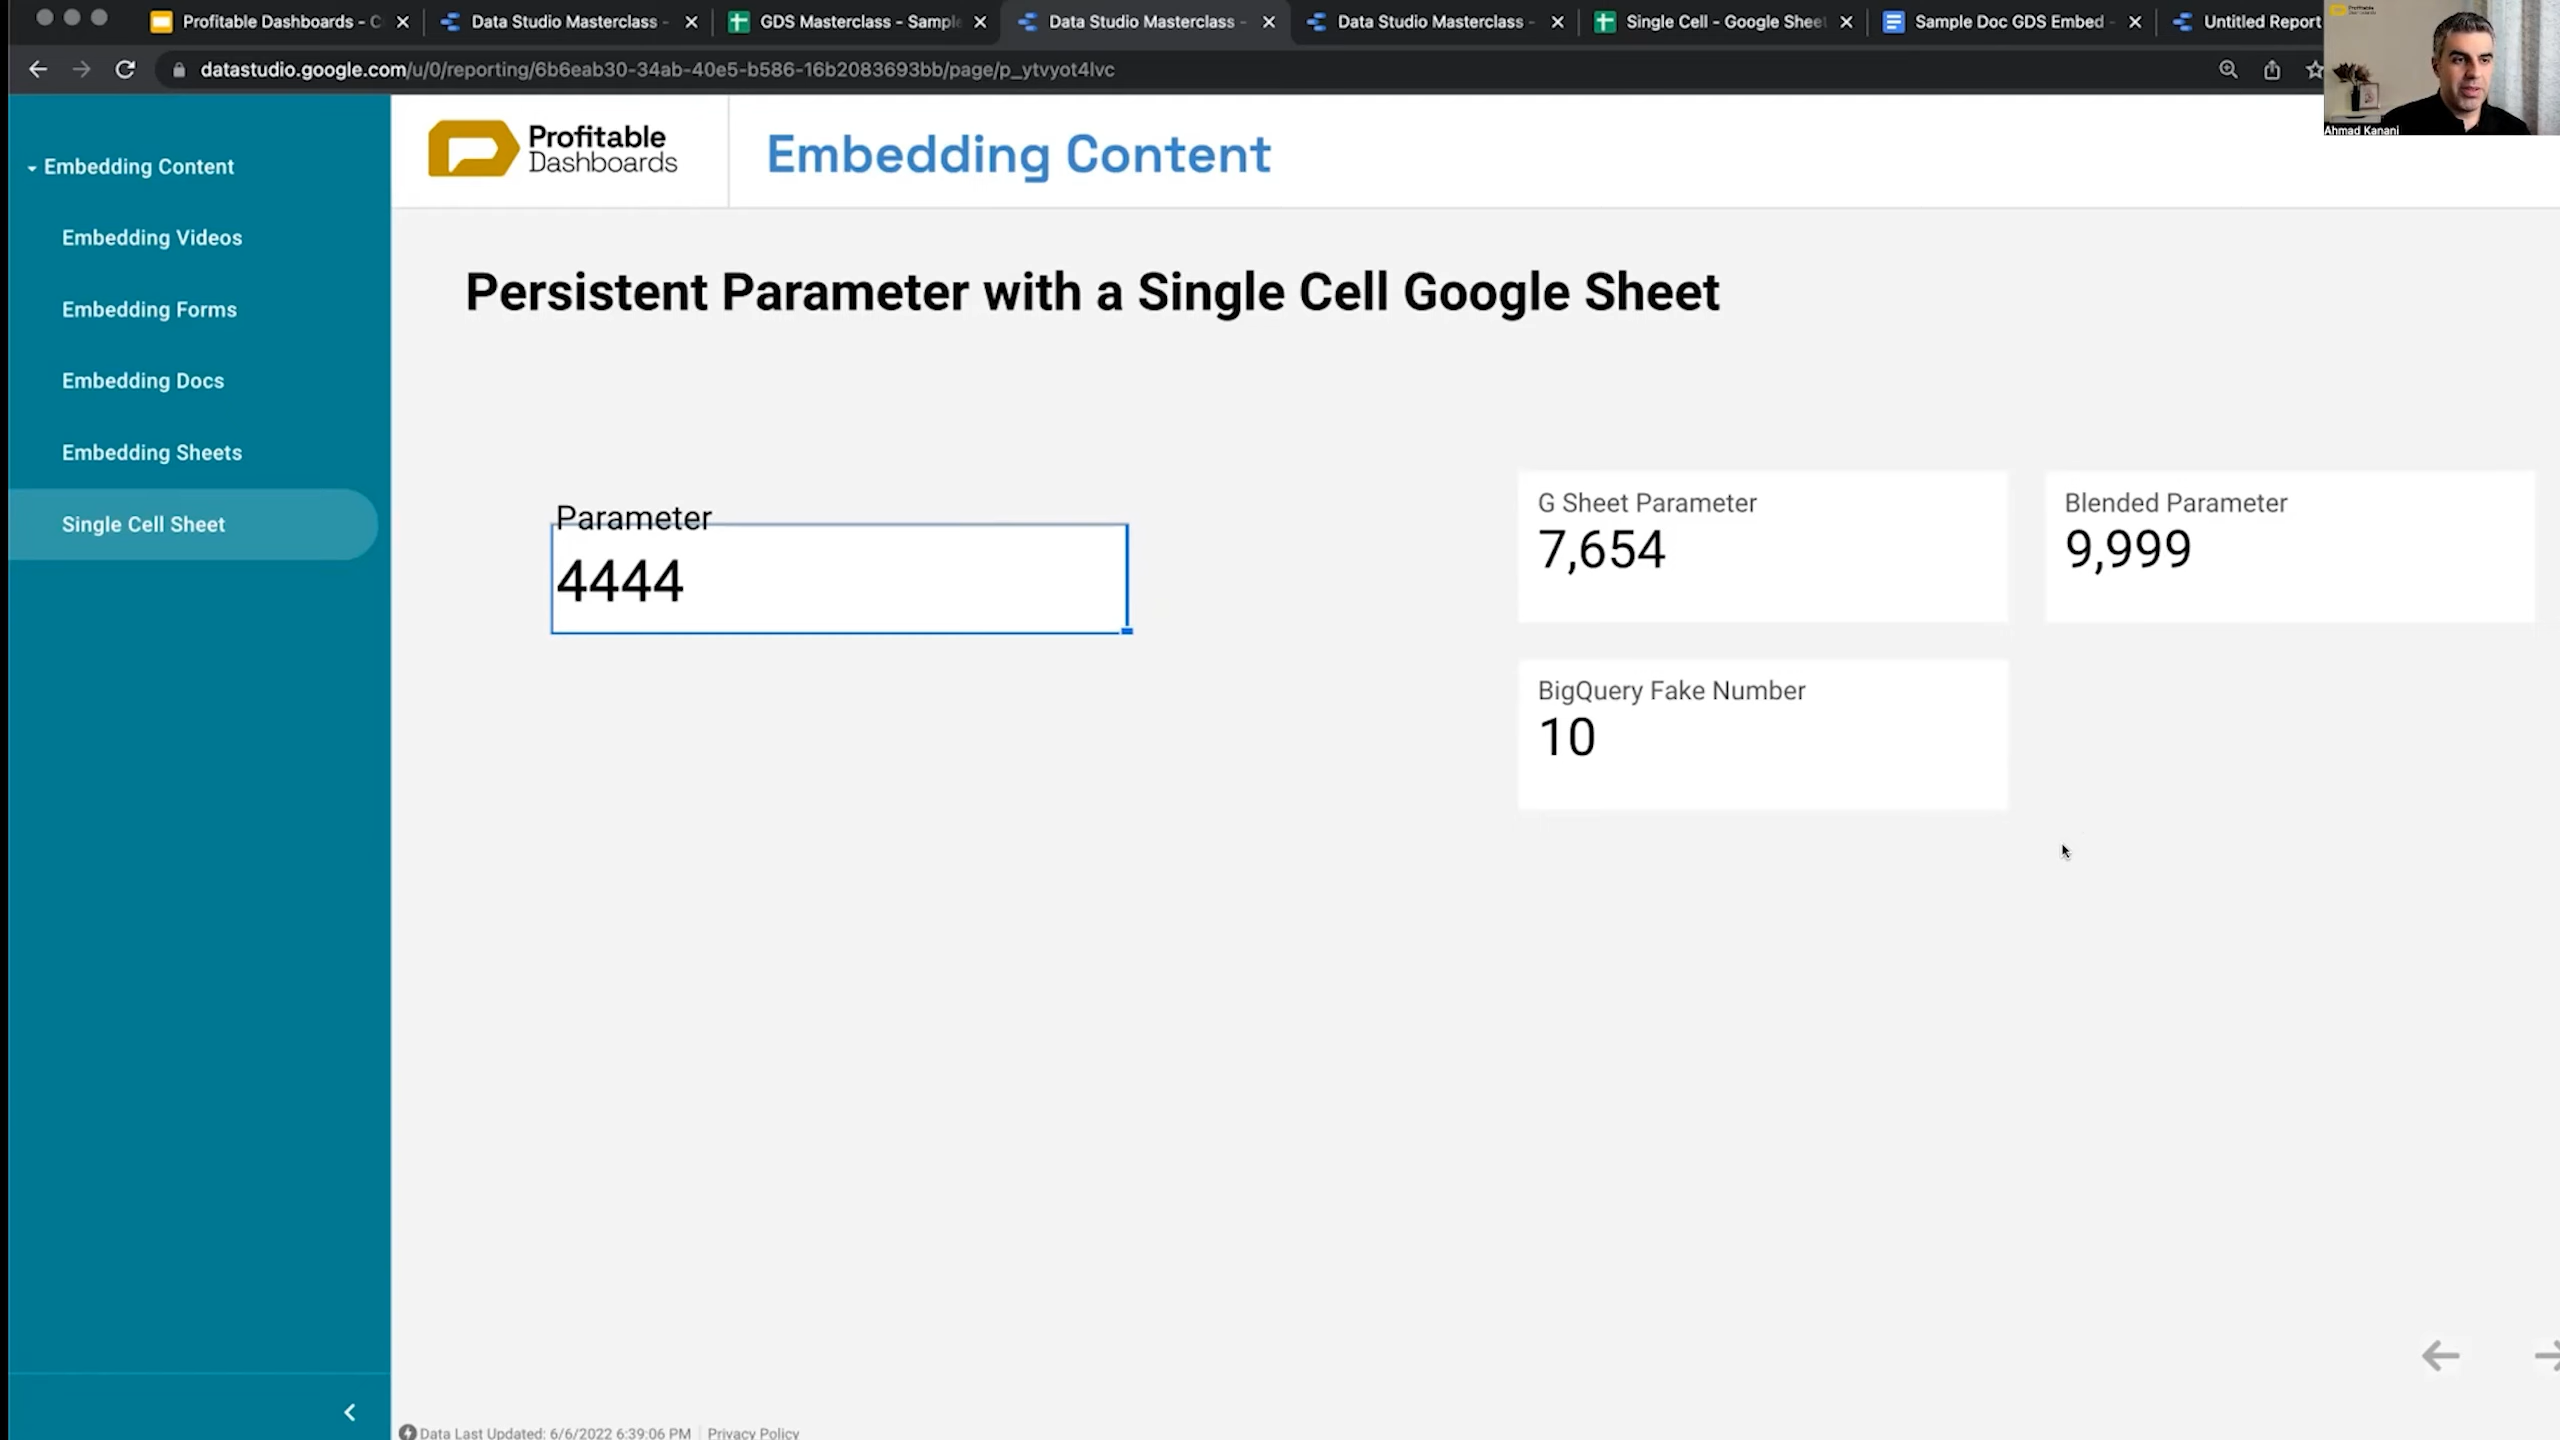 Profitable Dashboards - C
Data Studio Masterclass -
GDS Masterclass - Sample
Data Studio Masterclass -
Data Studio Masterclass -
Single Cell - Google Sheet
Sample Doc GDS Embed -
Untitled Report
datastudio.google.com/u/0/reporting/6b6eab30-34ab-40e5-b586-16b2083693bb/page/p_ytvyot4lvc
Ahmad Kanani
Embedding Content
Embedding Videos
Embedding Forms
Embedding Docs
Embedding Sheets
Single Cell Sheet
Profitable
Dashboards
Embedding Content
Persistent Parameter with a Single Cell Google Sheet
Parameter
4444
G Sheet Parameter
7,654
Blended Parameter
9,999
BigQuery Fake Number
10
Data Last Updated: 6/6/2022 6:39:06 PM
Privacy Policy